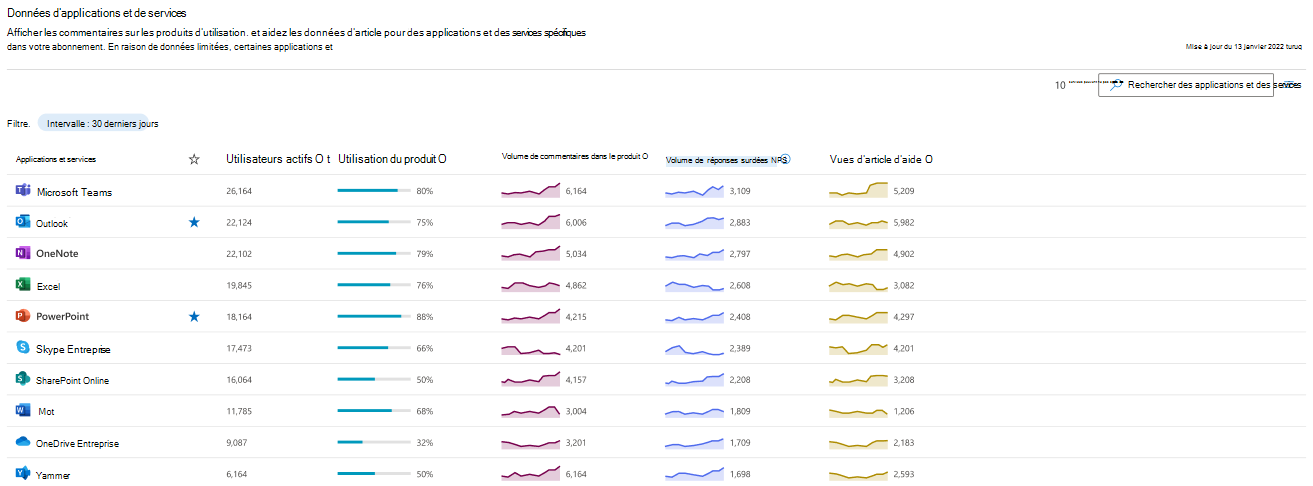 Données d'applications et de services
Afficher les commentaires sur les produits d'utilisation. et aidez les données d'article pour des applications et des services spécifiques
dans votre abonnement. En raison de données limitées, certaines applications et
Mise à jour du 13 janvier 2022 turuq
10
Rechercher des applications et des services
Filtre. Intervalle : 30 derniers jours
Applications et services Utilisateurs actifs O t Utilisation du produit O Volume de commentaires dans le produit O Volume de réponses surdées NPS Vues d'article d'aide O
Microsoft Teams 26,164 80% 6,164 3,109 5,209
Outlook 22,124 75% 6,006 2,883 5,982
OneNote 22,102 79% 5,034 2,797 4,902
Excel 19,845 76% 4,862 2,608 3,082
PowerPoint 18,164 88% 4,215 2,408 4,297
Skype Entreprise 17,473 66% 4,201 2,389 4,201
SharePoint Online 16,064 50% 4,157 2,208 3,208
Mot 11,785 68% 3,004 1,809 1,206
OneDrive Entreprise 9,087 32% 3,201 1,709 2,183
Yammer 6,164 50% 6,164 1,698 2,593